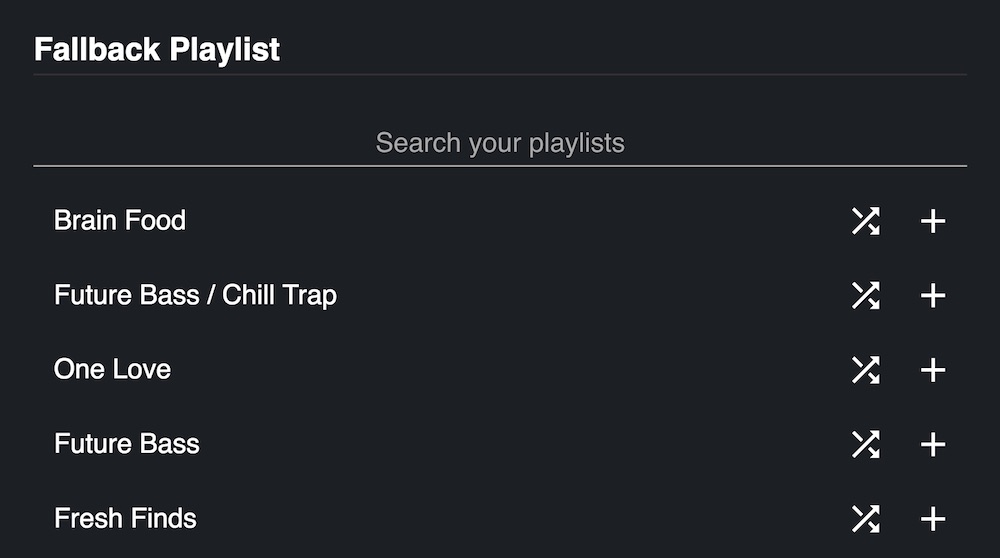 Fallback Playlist
Search your playlists
Brain Food
Future Bass / Chill Trap
One Love
Future Bass
Fresh Finds